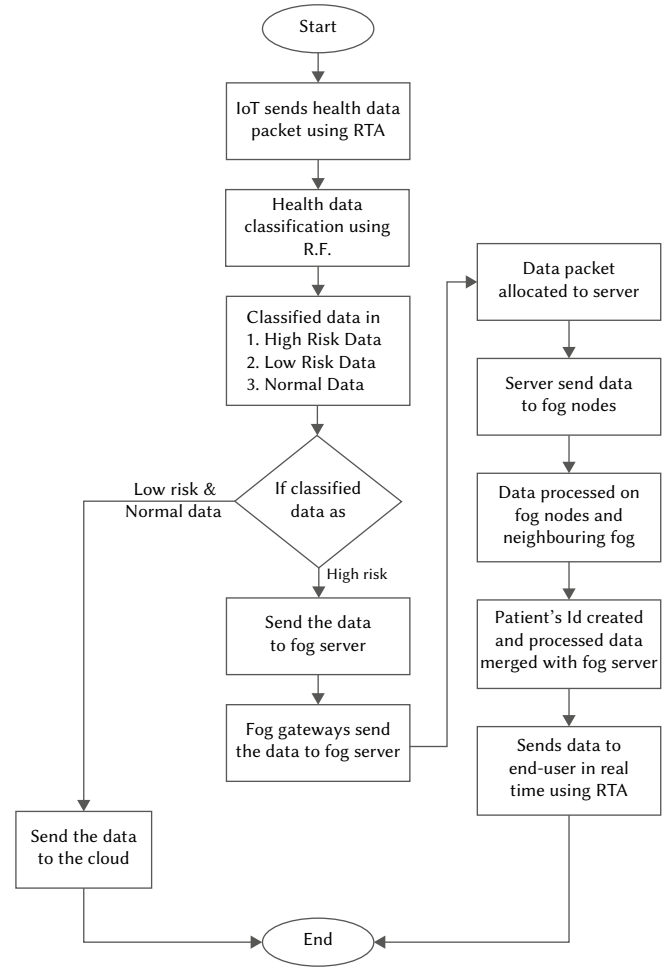 Start
IoT sends health data
packet using RTA
Health data
classification using
R.F.
Classified data in
1. High Risk Data
2. Low Risk Data
3. Normal Data
If classified
data as
Low risk &
Normal data
High risk
Send the data
to fog server
Fog gateways send
the data to fog server
Data packet
allocated to server
Server send data
to fog nodes
Data processed on
fog nodes and
neighbouring fog
Patient's Id created
and processed data
merged with fog server
Sends data to
end-user in real
time using RTA
Send the data
to the cloud
End